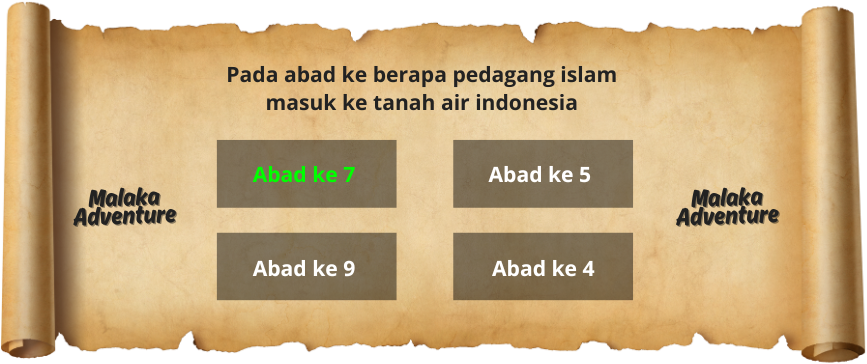 Pada abad ke berapa pedagang islam
masuk ke tanah air indonesia
Abad ke 7
Abad ke 5
Malaka
Adventure
Malaka
Adventure
Abad ke 9
Abad ke 4